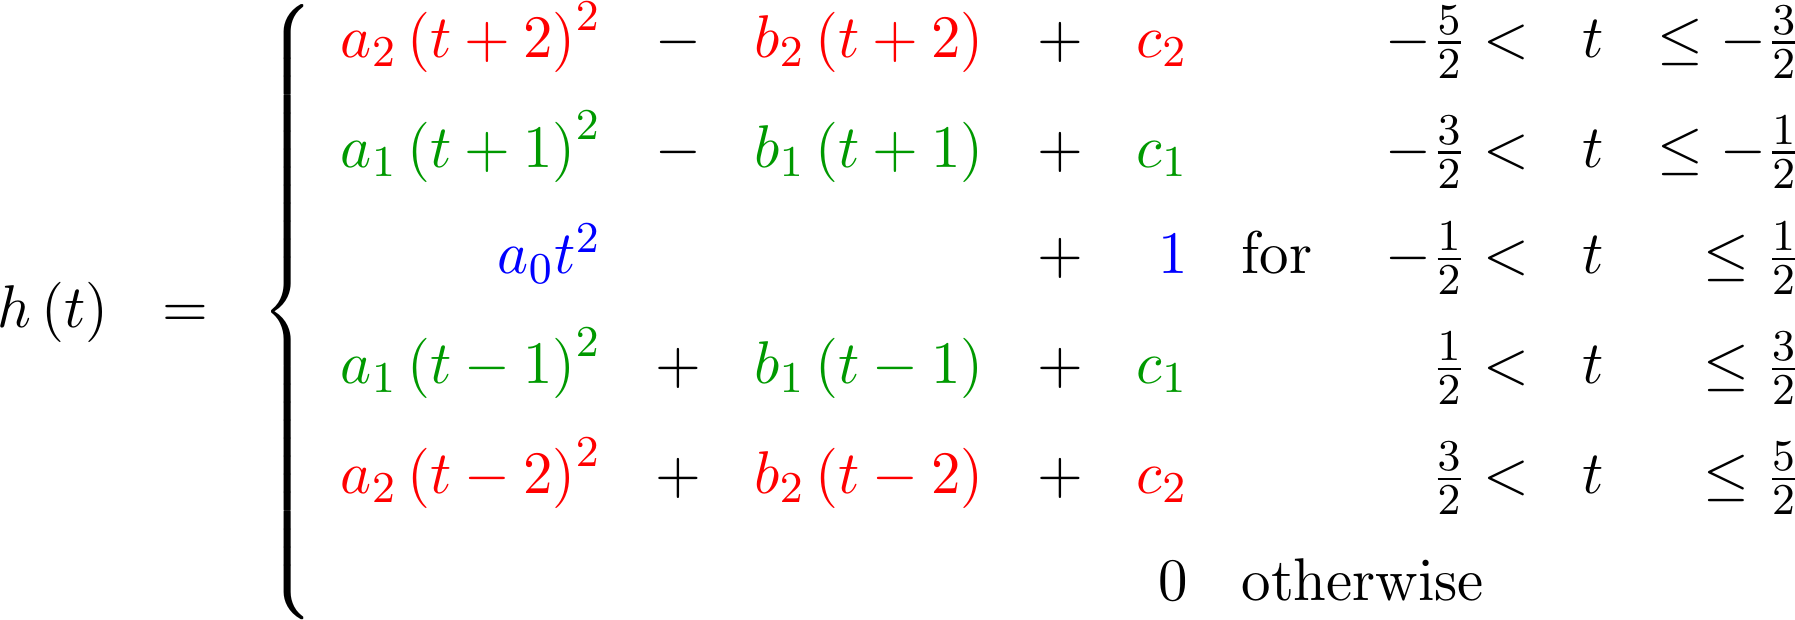 a₂ (t + 2)² − b₂ (t + 2) + c₂ −5/2 < t ≤ −3/2
a₁ (t + 1)² − b₁ (t + 1) + c₁ −3/2 < t ≤ −1/2
a₀t² + 1 for −1/2 < t ≤ 1/2
h (t) = {
a₁ (t − 1)² + b₁ (t − 1) + c₁ 1/2 < t ≤ 3/2
a₂ (t − 2)² + b₂ (t − 2) + c₂ 3/2 < t ≤ 5/2
0 otherwise